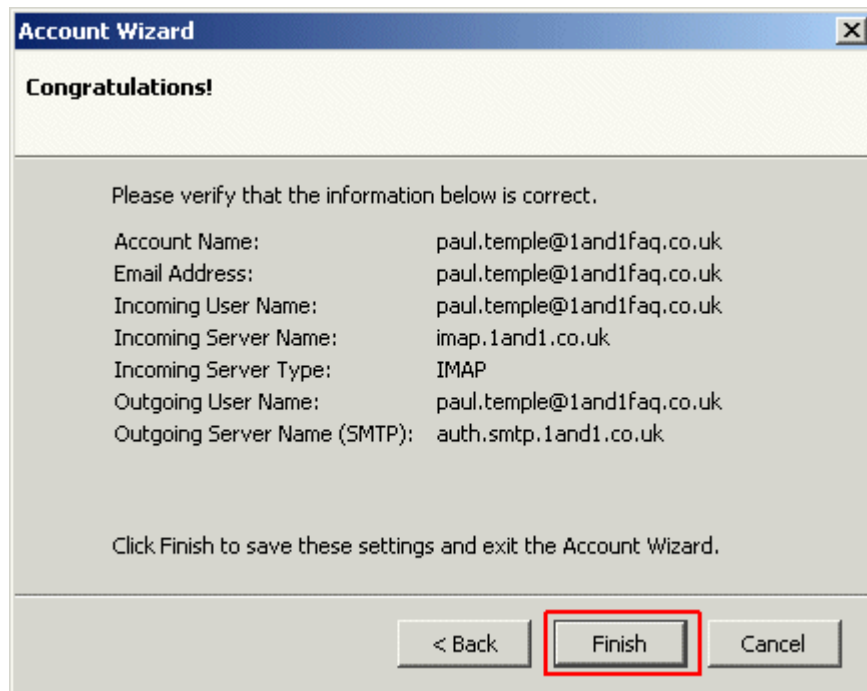 Account Wizard
Congratulations!
Please verify that the information below is correct.
Account Name: paul.temple@1and1faq.co.uk
Email Address: paul.temple@1and1faq.co.uk
Incoming User Name: paul.temple@1and1faq.co.uk
Incoming Server Name: imap.1and1.co.uk
Incoming Server Type: IMAP
Outgoing User Name: paul.temple@1and1faq.co.uk
Outgoing Server Name (SMTP): auth.smtp.1and1.co.uk
Click Finish to save these settings and exit the Account Wizard.
< Back Finish Cancel